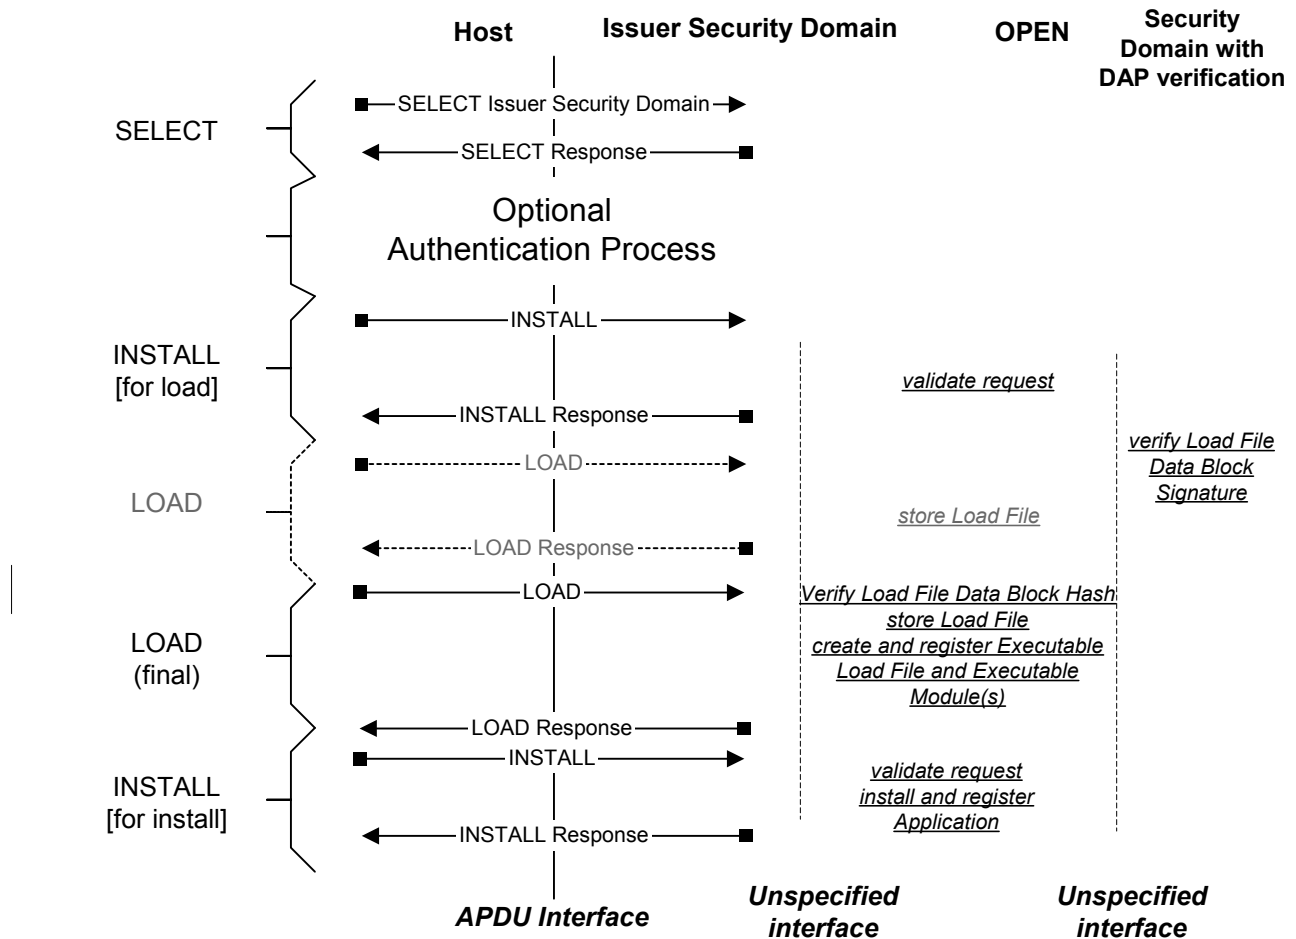 Host
Issuer Security Domain
OPEN
Security
Domain with
DAP verification
SELECT
SELECT Issuer Security Domain
SELECT Response
Optional
Authentication Process
INSTALL
[for load]
INSTALL
validate request
INSTALL Response
LOAD
LOAD
verify Load File
Data Block
Signature
store Load File
LOAD Response
LOAD
(final)
LOAD
Verify Load File Data Block Hash
store Load File
create and register Executable
Load File and Executable
Module(s)
LOAD Response
INSTALL
[for install]
INSTALL
validate request
install and register
Application
INSTALL Response
APDU Interface
Unspecified
interface
Unspecified
interface